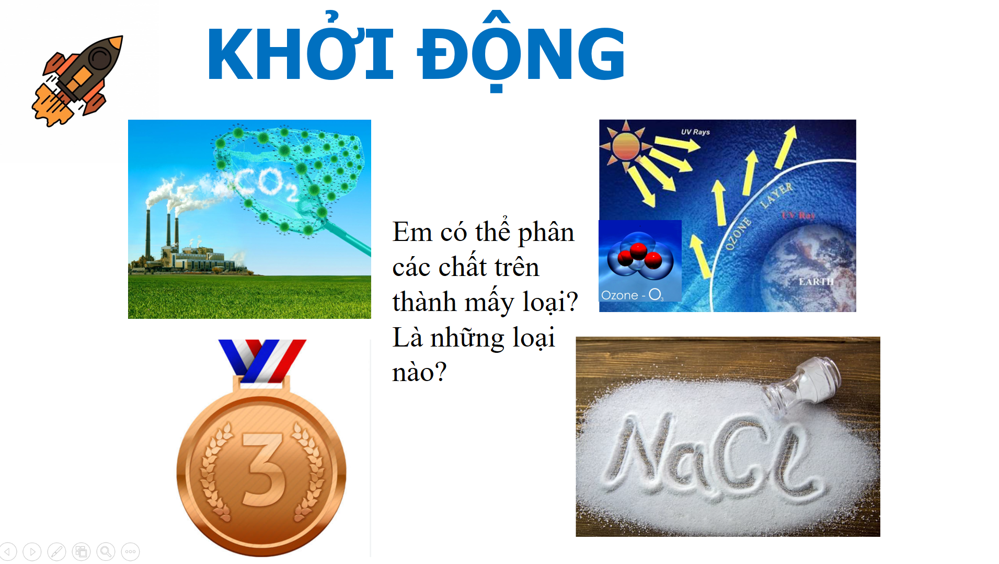 KHỞI ĐỘNG
CO2
UV Rays
OZONE LAYER
UV Ray
EARTH
Ozone - O3
Em có thể phân
các chất trên
thành mấy loại?
Là những loại
nào?
3
NaCl